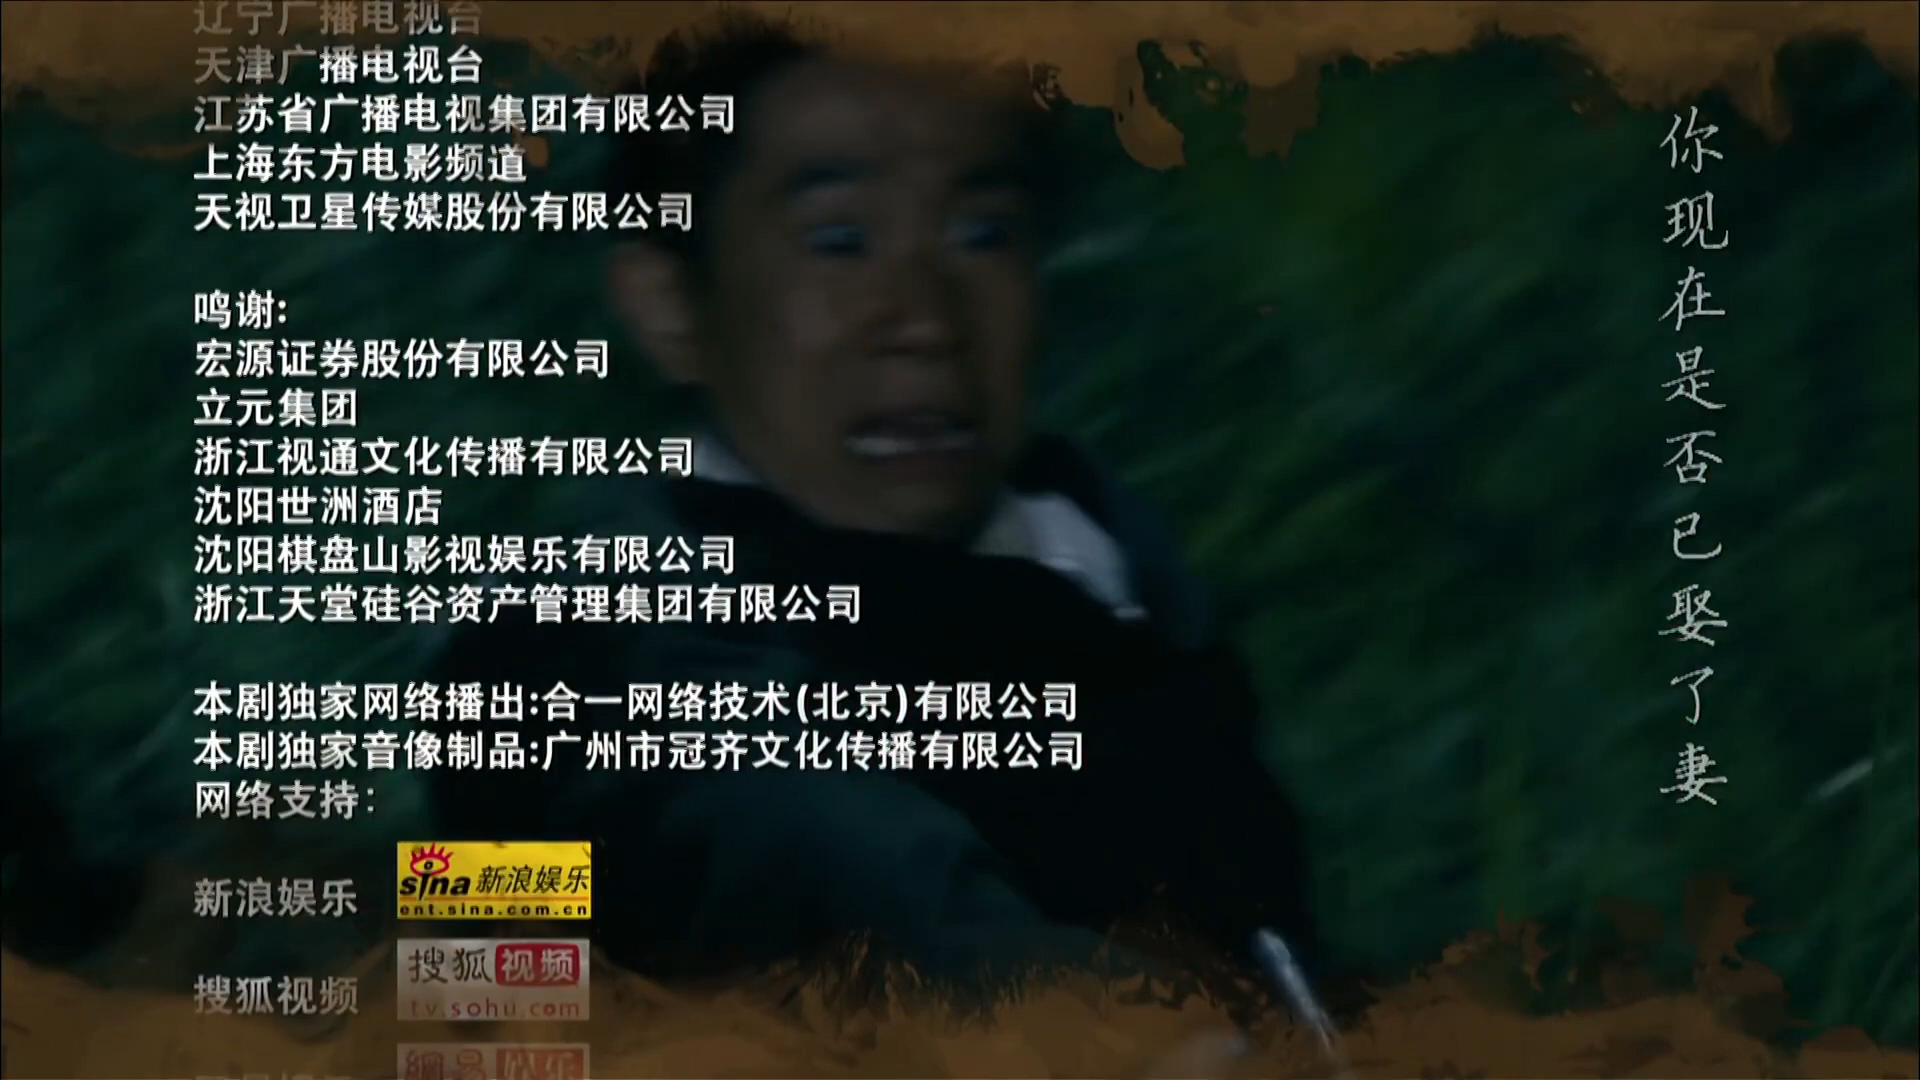 辽宁广播电视台
天津广播电视台
江苏省广播电视集团有限公司
上海东方电影频道
天视卫星传媒股份有限公司
鸣谢:
宏源证券股份有限公司
立元集团
浙江视通文化传播有限公司
沈阳世洲酒店
沈阳棋盘山影视娱乐有限公司
浙江天堂硅谷资产管理集团有限公司
本剧独家网络播出:合一网络技术(北京)有限公司
本剧独家音像制品:广州市冠齐文化传播有限公司
网络支持:
新浪娱乐
sina新浪娱乐
ent.sina.com.cn
搜狐视频
搜狐视频
tv.sohu.com
你现在是否已娶了妻